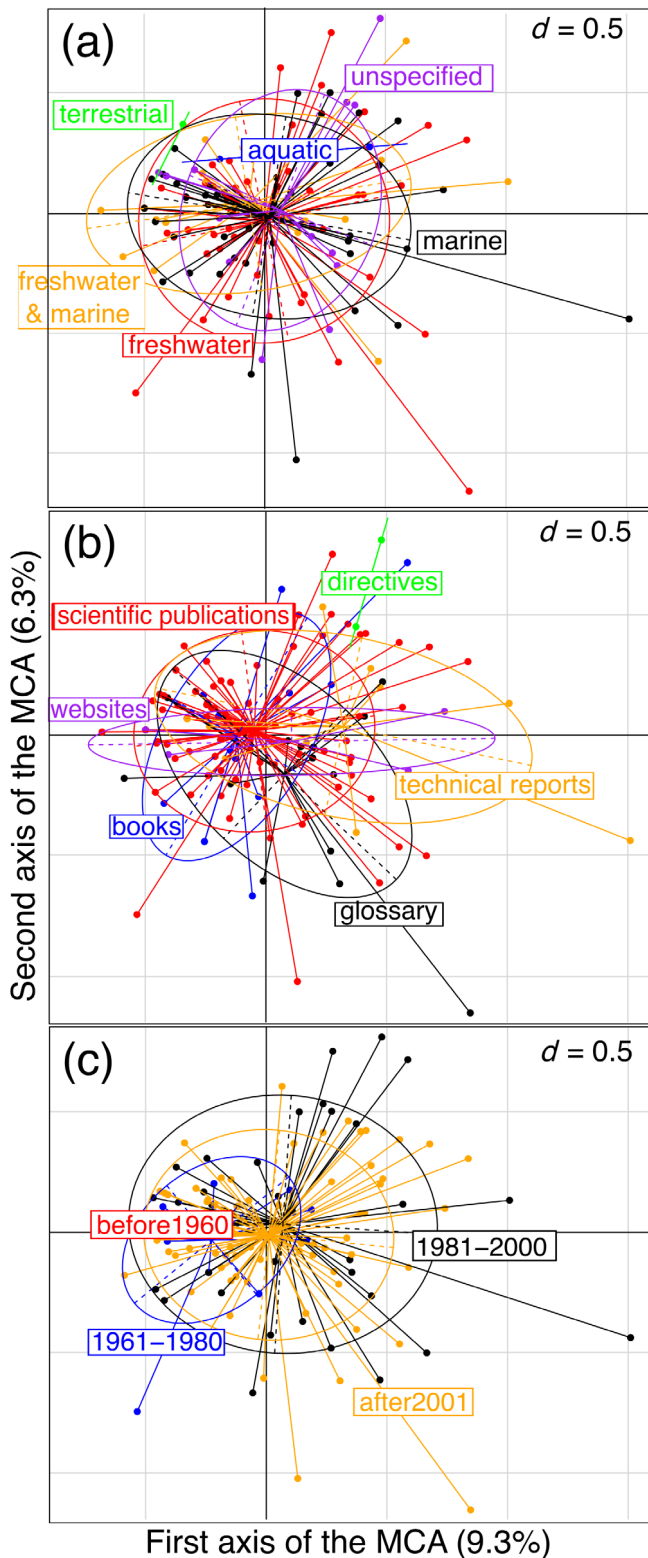 (a)
d = 0.5
unspecified
terrestrial
aquatic
marine
freshwater
& marine
freshwater
(b)
d = 0.5
directives
scientific publications
websites
technical reports
books
glossary
Second axis of the MCA (6.3%)
(c)
d = 0.5
before1960
1981–2000
1961–1980
after2001
First axis of the MCA (9.3%)